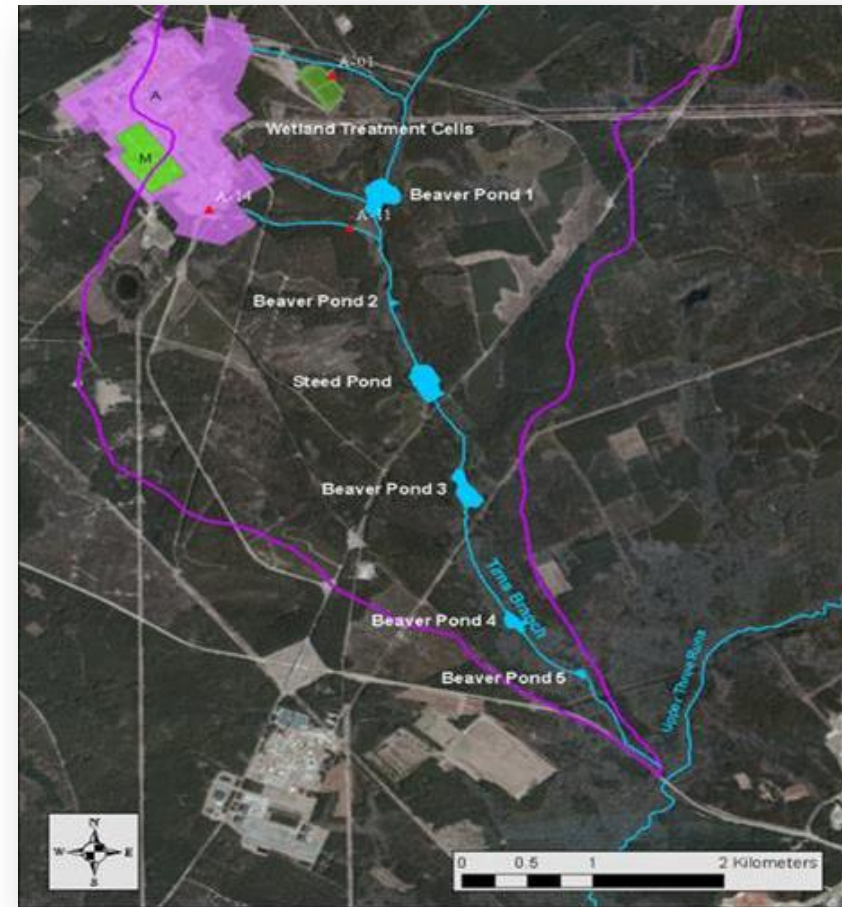 A-01
A
Wetland Treatment Cells
M
Beaver Pond 1
A-14
A-11
Beaver Pond 2
Steed Pond
Beaver Pond 3
Tims Branch
Beaver Pond 4
Upper Three Runs
Beaver Pond 5
N
W E
S
0 0.5 1 2 Kilometers